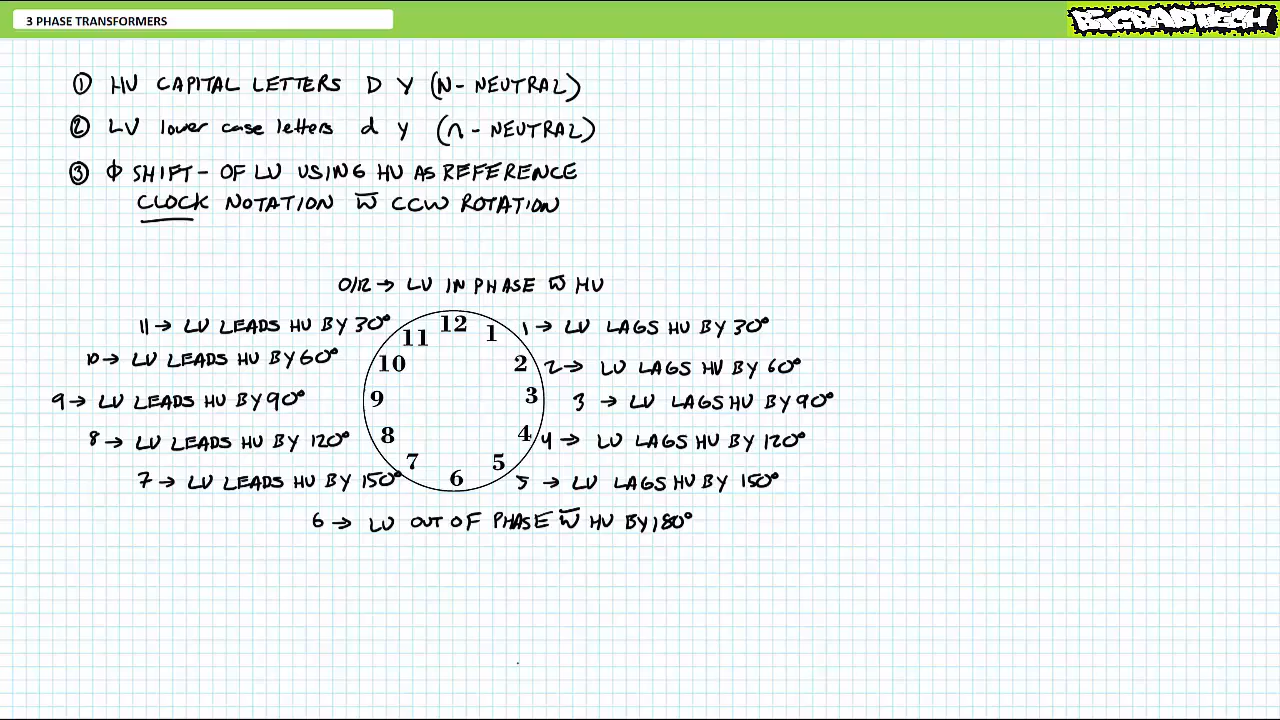 3 PHASE TRANSFORMERS
BIGBADTECH
① HV CAPITAL LETTERS D Y (N - NEUTRAL)
② LV lower case letters d y (n - NEUTRAL)
③ ϕ SHIFT - OF LV USING HV AS REFERENCE
CLOCK NOTATION w̅ CCW ROTATION
0/12 → LV IN PHASE w̅ HV
11 → LV LEADS HV BY 30°
12
1 → LV LAGS HV BY 30°
11
1
10 → LV LEADS HV BY 60°
10
2
2 → LV LAGS HV BY 60°
9 → LV LEADS HV BY 90°
9
3
3 → LV LAGS HV BY 90°
8 → LV LEADS HV BY 120°
8
4
4 → LV LAGS HV BY 120°
7
5
7 → LV LEADS HV BY 150°
6
5 → LV LAGS HV BY 150°
6 → LV OUT OF PHASE w̅ HV BY 180°